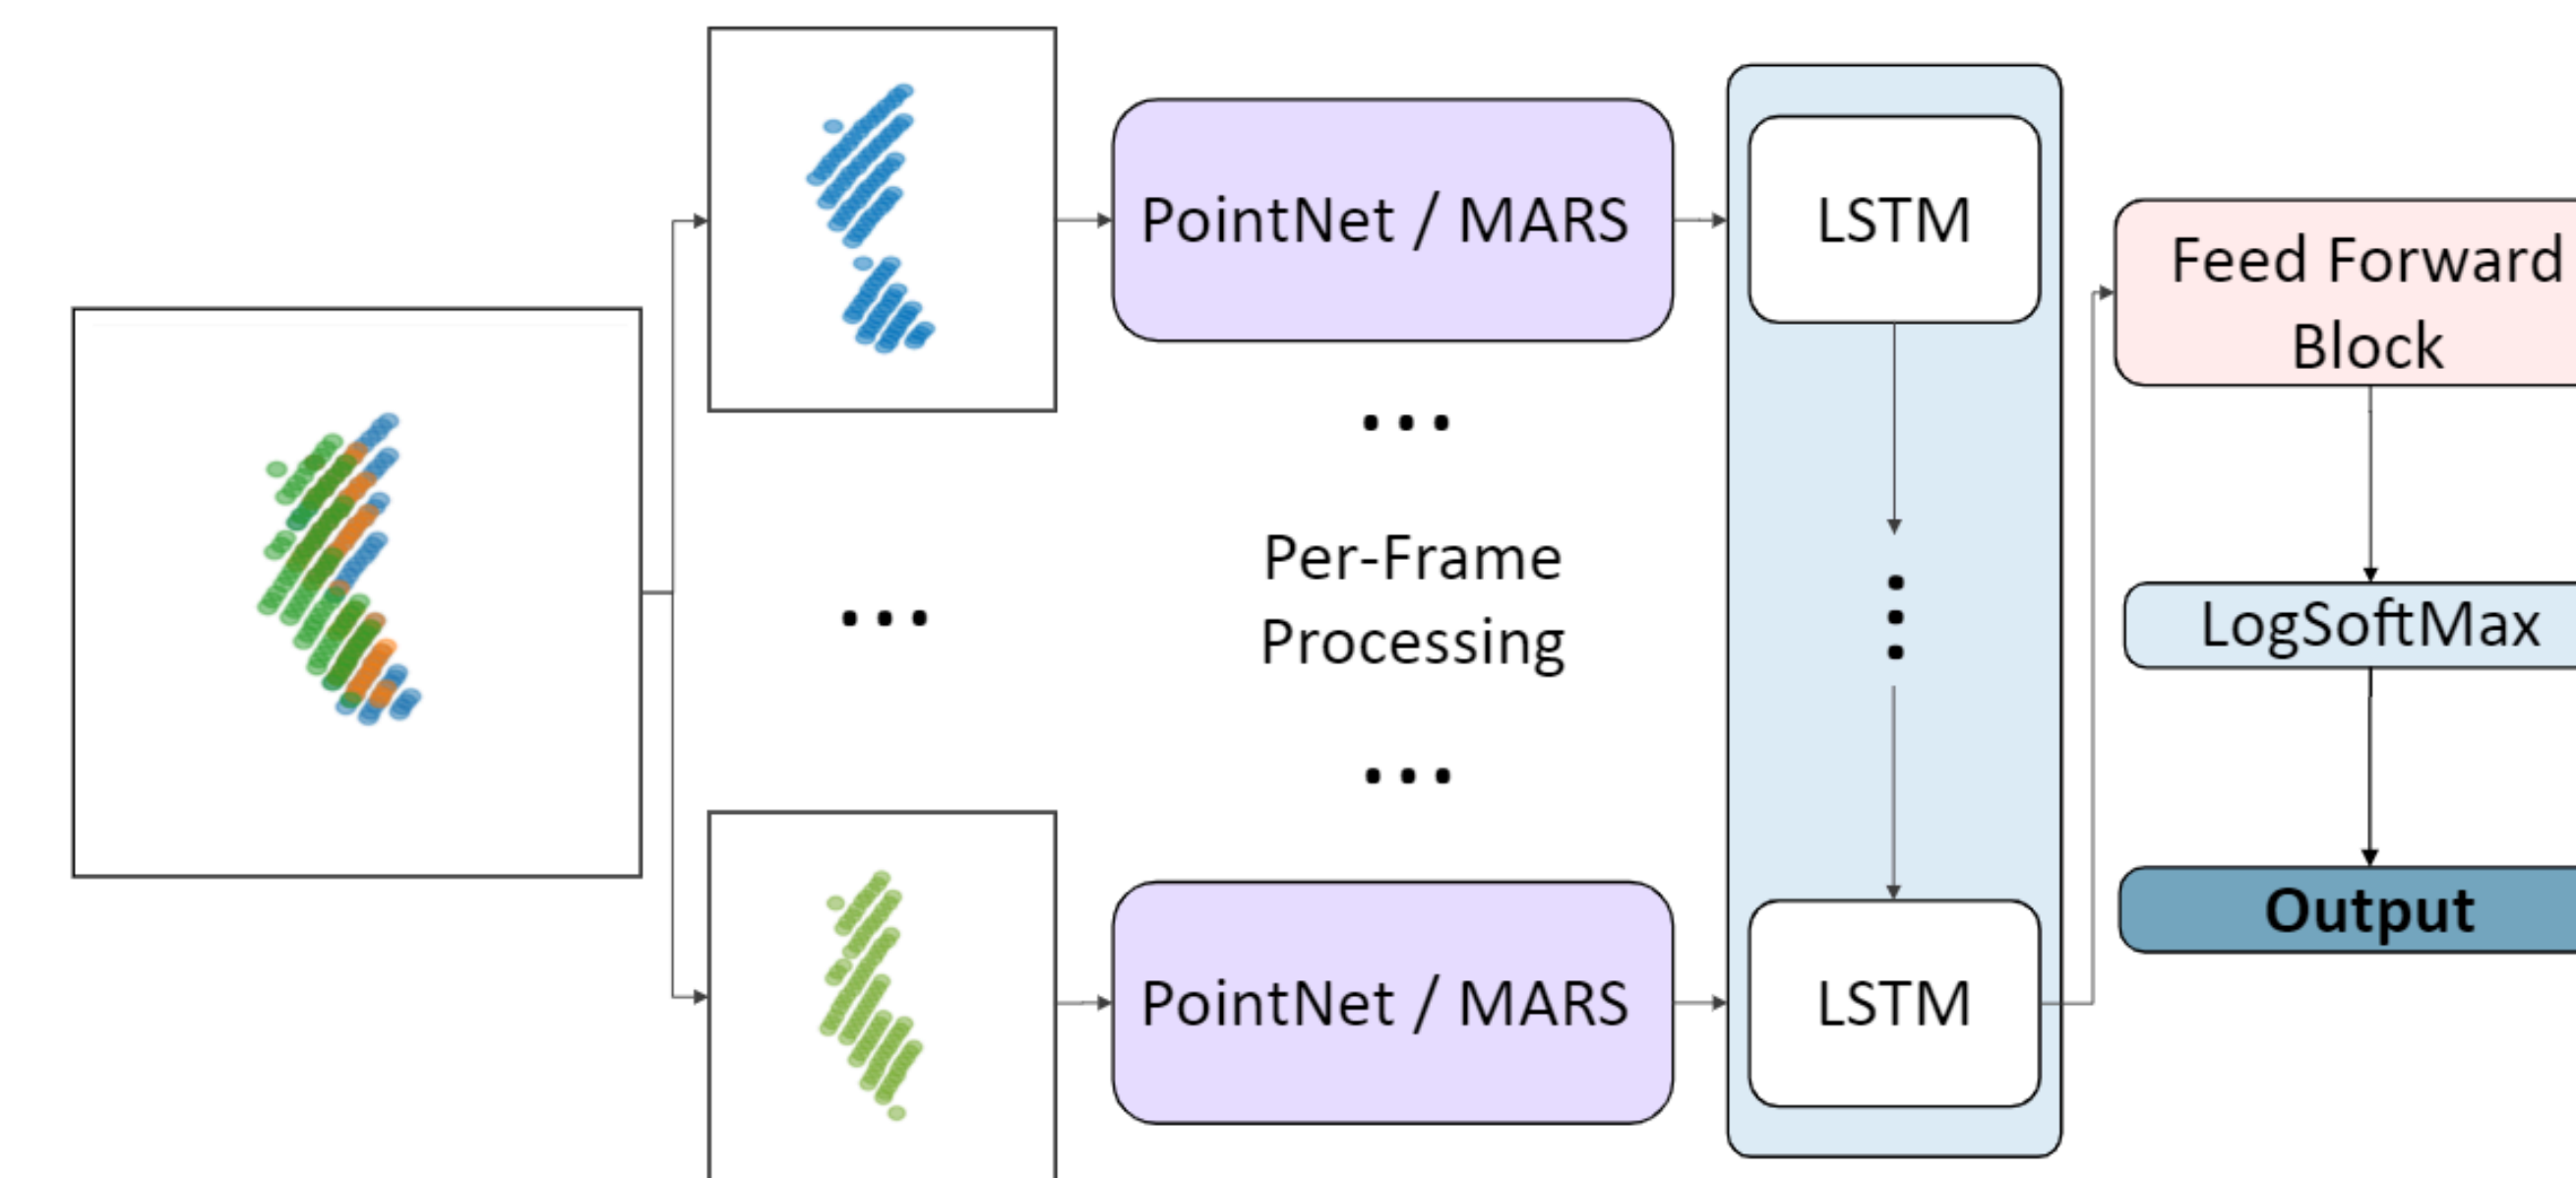 PointNet / MARS
LSTM
Feed Forward
Block
...
Per-Frame
Processing
...
...
LogSoftMax
...
PointNet / MARS
LSTM
Output